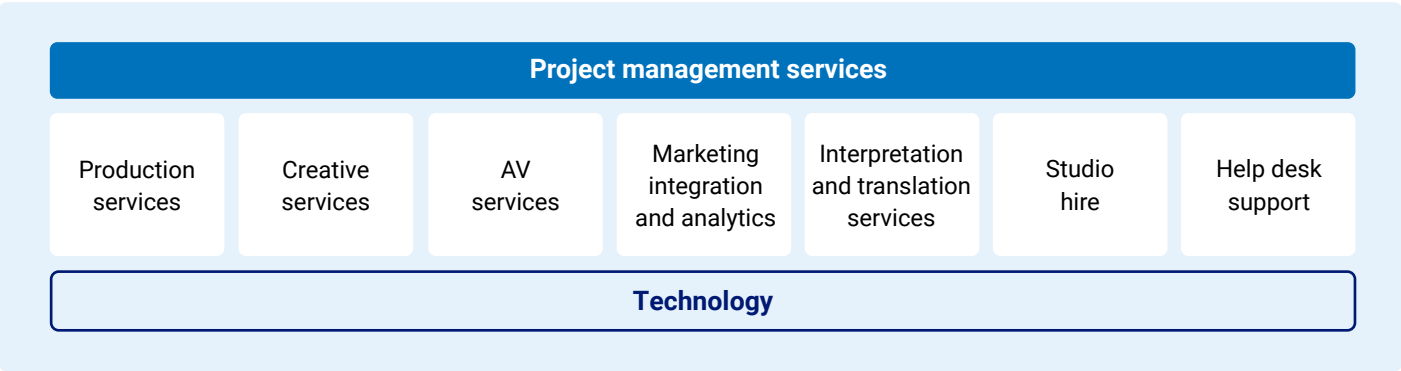 Project management services
Production
services
Creative
services
AV
services
Marketing
integration
and analytics
Interpretation
and translation
services
Studio
hire
Help desk
support
Technology